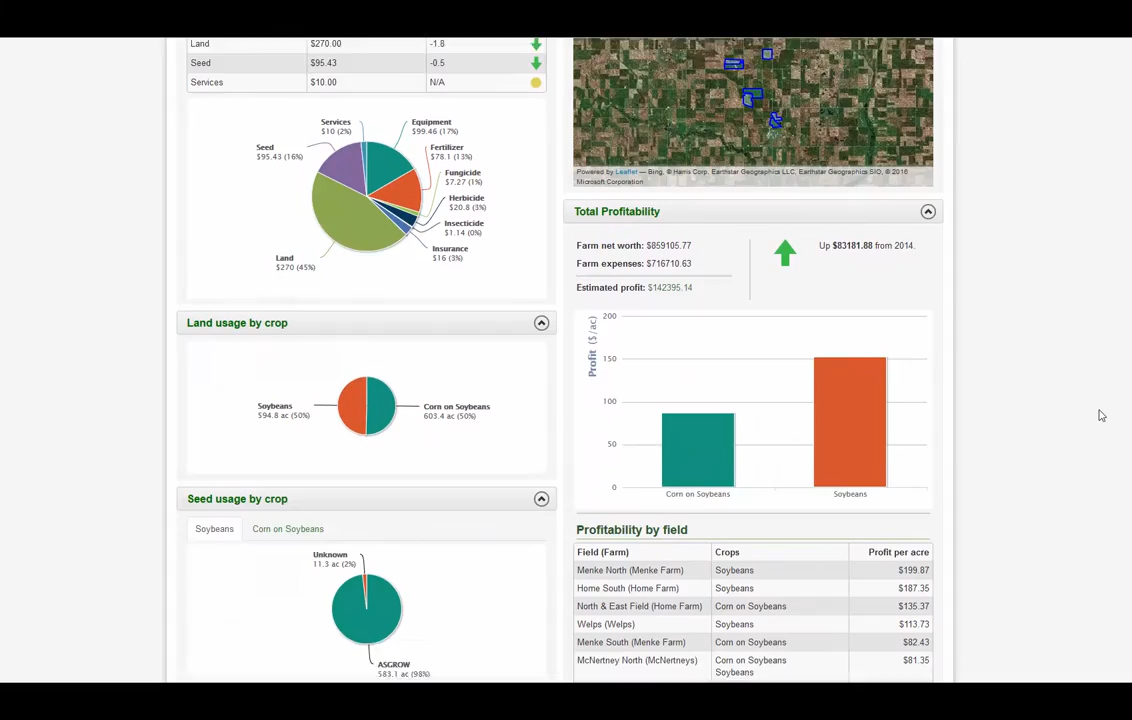 Land $270.00 -1.8
Seed $95.43 -0.5
Services $10.00 N/A
Services
$10 (2%)
Equipment
$99.46 (17%)
Seed
$95.43 (16%)
Fertilizer
$78.1 (13%)
Fungicide
$7.27 (1%)
Herbicide
$20.8 (3%)
Insecticide
$1.14 (0%)
Insurance
$16 (3%)
Land
$270 (45%)
Land usage by crop
Soybeans
594.8 ac (50%)
Corn on Soybeans
603.4 ac (50%)
Seed usage by crop
Soybeans Corn on Soybeans
Unknown
11.3 ac (2%)
ASGROW
583.1 ac (98%)
Powered by Leaflet — Bing, © Harris Corp, Earthstar Geographics LLC, Earthstar Geographics SIO, © 2016
Microsoft Corporation
Total Profitability
Farm net worth: $859105.77
Farm expenses: $716710.63
Estimated profit: $142395.14
Up $83181.88 from 2014.
Profit ($/ac)
200
150
100
50
0
Corn on Soybeans Soybeans
Profitability by field
Field (Farm) Crops Profit per acre
Menke North (Menke Farm) Soybeans $199.87
Home South (Home Farm) Soybeans $187.35
North & East Field (Home Farm) Corn on Soybeans $135.37
Welps (Welps) Soybeans $113.73
Menke South (Menke Farm) Corn on Soybeans $82.43
McNertney North (McNertneys) Corn on Soybeans $81.35
Soybeans